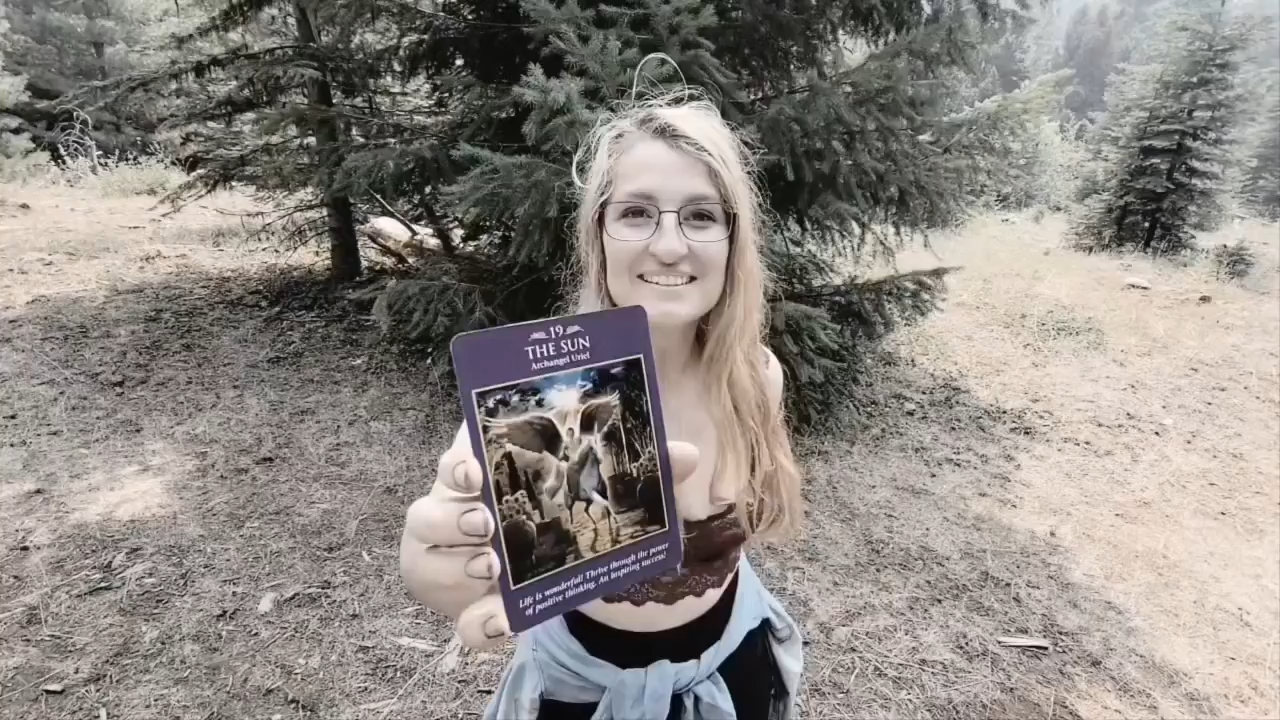 19
THE SUN
Archangel Uriel
Life is wonderful! Thrive through the power
of positive thinking. An inspiring success!